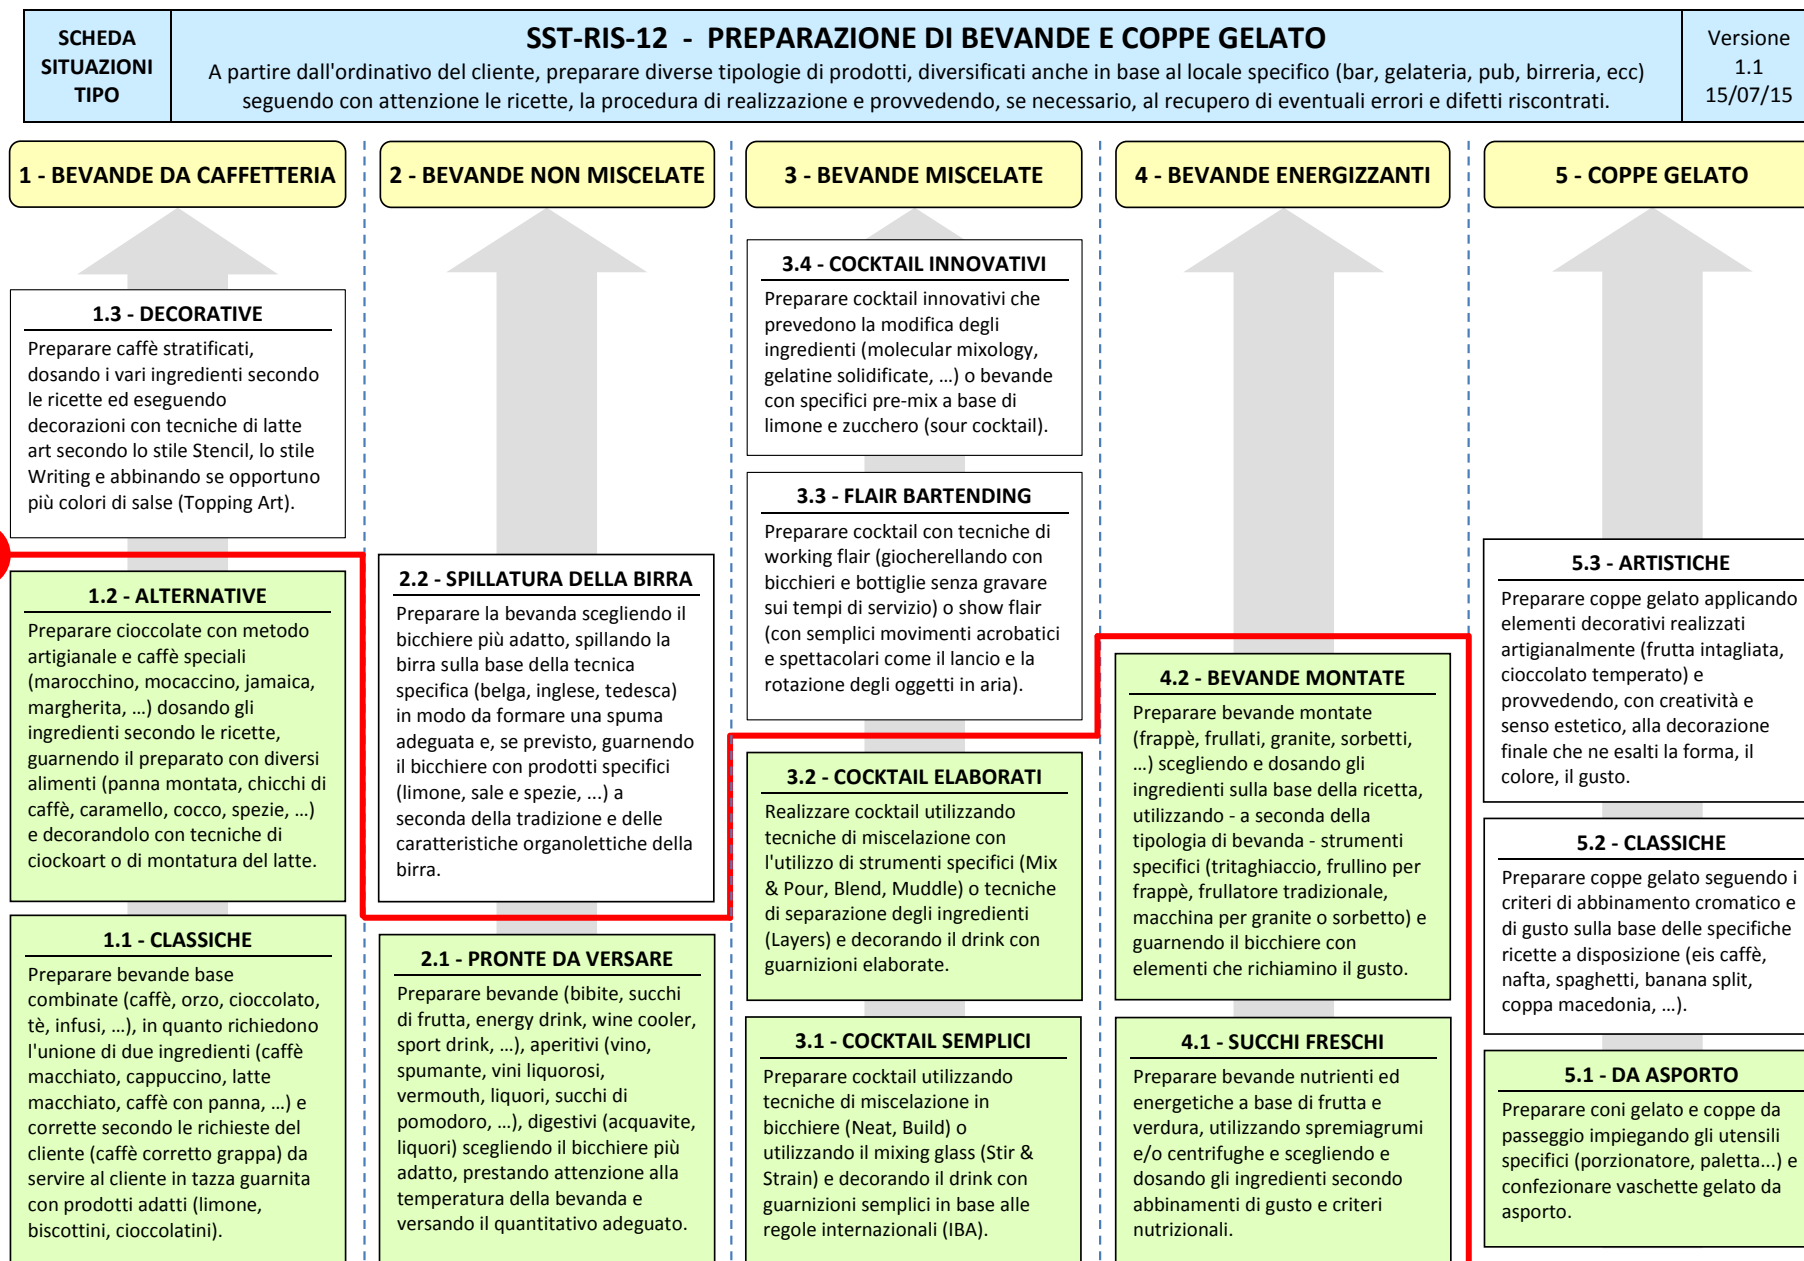 SCHEDA
SITUAZIONI
TIPO
SST-RIS-12 - PREPARAZIONE DI BEVANDE E COPPE GELATO
A partire dall'ordinativo del cliente, preparare diverse tipologie di prodotti, diversificati anche in base al locale specifico (bar, gelateria, pub, birreria, ecc)
seguendo con attenzione le ricette, la procedura di realizzazione e provvedendo, se necessario, al recupero di eventuali errori e difetti riscontrati.
Versione
1.1
15/07/15
1 - BEVANDE DA CAFFETTERIA
1.3 - DECORATIVE
Preparare caffè stratificati,
dosando i vari ingredienti secondo
le ricette ed eseguendo
decorazioni con tecniche di latte
art secondo lo stile Stencil, lo stile
Writing e abbinando se opportuno
più colori di salse (Topping Art).
1.2 - ALTERNATIVE
Preparare cioccolate con metodo
artigianale e caffè speciali
(marocchino, mocaccino, jamaica,
margherita, ...) dosando gli
ingredienti secondo le ricette,
guarnendo il preparato con diversi
alimenti (panna montata, chicchi di
caffè, caramello, cocco, spezie, ...)
e decorandolo con tecniche di
ciockoart o di montatura del latte.
1.1 - CLASSICHE
Preparare bevande base
combinate (caffè, orzo, cioccolato,
tè, infusi, ...), in quanto richiedono
l'unione di due ingredienti (caffè
macchiato, cappuccino, latte
macchiato, caffè con panna, ...) e
corrette secondo le richieste del
cliente (caffè corretto grappa) da
servire al cliente in tazza guarnita
con prodotti adatti (limone,
biscottini, cioccolatini).
2 - BEVANDE NON MISCELATE
2.2 - SPILLATURA DELLA BIRRA
Preparare la bevanda scegliendo il
bicchiere più adatto, spillando la
birra sulla base della tecnica
specifica (belga, inglese, tedesca)
in modo da formare una spuma
adeguata e, se previsto, guarnendo
il bicchiere con prodotti specifici
(limone, sale e spezie, ...) a
seconda della tradizione e delle
caratteristiche organolettiche della
birra.
2.1 - PRONTE DA VERSARE
Preparare bevande (bibite, succhi
di frutta, energy drink, wine cooler,
sport drink, ...), aperitivi (vino,
spumante, vini liquorosi,
vermouth, liquori, succhi di
pomodoro, ...), digestivi (acquavite,
liquori) scegliendo il bicchiere più
adatto, prestando attenzione alla
temperatura della bevanda e
versando il quantitativo adeguato.
3 - BEVANDE MISCELATE
3.4 - COCKTAIL INNOVATIVI
Preparare cocktail innovativi che
prevedono la modifica degli
ingredienti (molecular mixology,
gelatine solidificate, ...) o bevande
con specifici pre-mix a base di
limone e zucchero (sour cocktail).
3.3 - FLAIR BARTENDING
Preparare cocktail con tecniche di
working flair (giocherellando con
bicchieri e bottiglie senza gravare
sui tempi di servizio) o show flair
(con semplici movimenti acrobatici
e spettacolari come il lancio e la
rotazione degli oggetti in aria).
3.2 - COCKTAIL ELABORATI
Realizzare cocktail utilizzando
tecniche di miscelazione con
l'utilizzo di strumenti specifici (Mix
& Pour, Blend, Muddle) o tecniche
di separazione degli ingredienti
(Layers) e decorando il drink con
guarnizioni elaborate.
3.1 - COCKTAIL SEMPLICI
Preparare cocktail utilizzando
tecniche di miscelazione in
bicchiere (Neat, Build) o
utilizzando il mixing glass (Stir &
Strain) e decorando il drink con
guarnizioni semplici in base alle
regole internazionali (IBA).
4 - BEVANDE ENERGIZZANTI
4.2 - BEVANDE MONTATE
Preparare bevande montate
(frappè, frullati, granite, sorbetti,
...) scegliendo e dosando gli
ingredienti sulla base della ricetta,
utilizzando - a seconda della
tipologia di bevanda - strumenti
specifici (tritaghiaccio, frullino per
frappè, frullatore tradizionale,
macchina per granite o sorbetto) e
guarnendo il bicchiere con
elementi che richiamino il gusto.
4.1 - SUCCHI FRESCHI
Preparare bevande nutrienti ed
energetiche a base di frutta e
verdura, utilizzando spremiagrumi
e/o centrifughe e scegliendo e
dosando gli ingredienti secondo
abbinamenti di gusto e criteri
nutrizionali.
5 - COPPE GELATO
5.3 - ARTISTICHE
Preparare coppe gelato applicando
elementi decorativi realizzati
artigianalmente (frutta intagliata,
cioccolato temperato) e
provvedendo, con creatività e
senso estetico, alla decorazione
finale che ne esalti la forma, il
colore, il gusto.
5.2 - CLASSICHE
Preparare coppe gelato seguendo i
criteri di abbinamento cromatico e
di gusto sulla base delle specifiche
ricette a disposizione (eis caffè,
nafta, spaghetti, banana split,
coppa macedonia, ...).
5.1 - DA ASPORTO
Preparare coni gelato e coppe da
passeggio impiegando gli utensili
specifici (porzionatore, paletta...) e
confezionare vaschette gelato da
asporto.